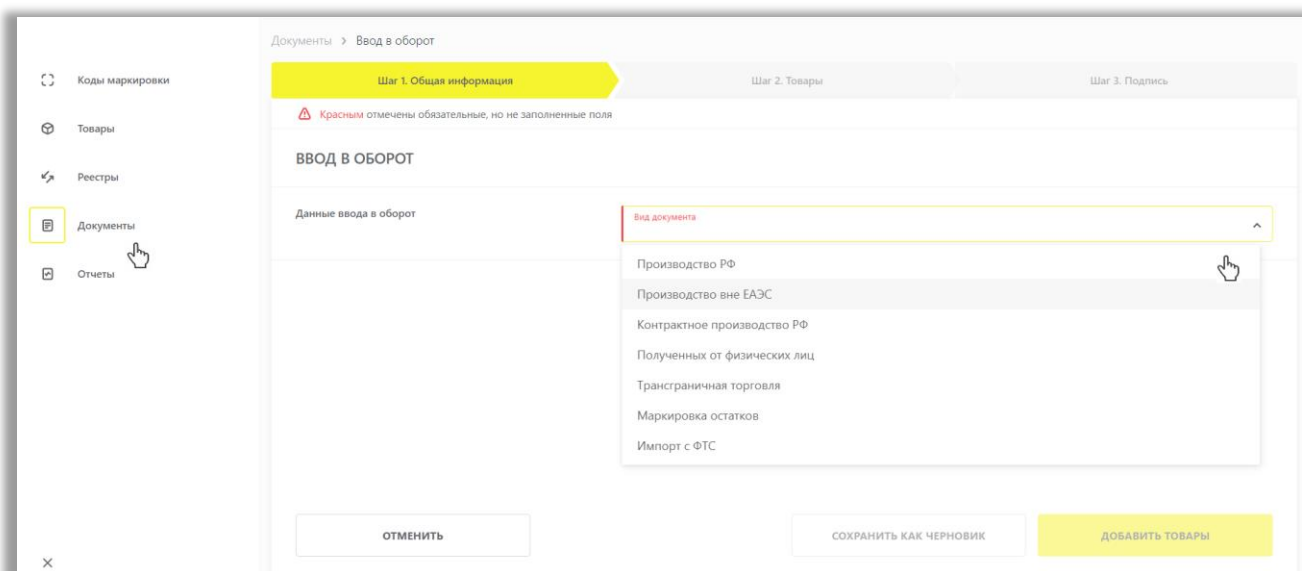 Документы > Ввод в оборот
Коды маркировки
Товары
Реестры
Документы
Отчеты
Шаг 1. Общая информация
Шаг 2. Товары
Шаг 3. Подпись
Красным отмечены обязательные, но не заполненные поля
ВВОД В ОБОРОТ
Данные ввода в оборот
Вид документа
Производство РФ
Производство вне ЕАЭС
Контрактное производство РФ
Полученных от физических лиц
Трансграничная торговля
Маркировка остатков
Импорт с ФТС
ОТМЕНИТЬ
СОХРАНИТЬ КАК ЧЕРНОВИК
ДОБАВИТЬ ТОВАРЫ